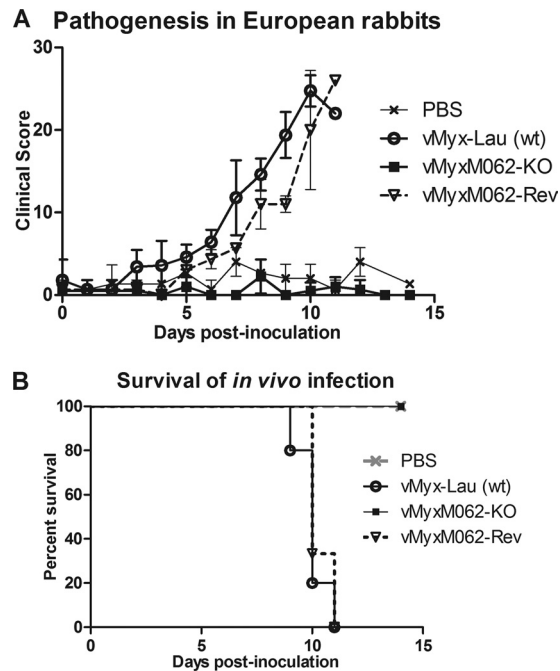 A Pathogenesis in European rabbits
30
20
10
0
Clinical Score
0 5 10 15
Days post-inoculation
PBS
vMyx-Lau (wt)
vMyxM062-KO
vMyxM062-Rev
B Survival of in vivo infection
100
80
60
40
20
0
Percent survival
0 5 10 15
Days post-inoculation
PBS
vMyx-Lau (wt)
vMyxM062-KO
vMyxM062-Rev